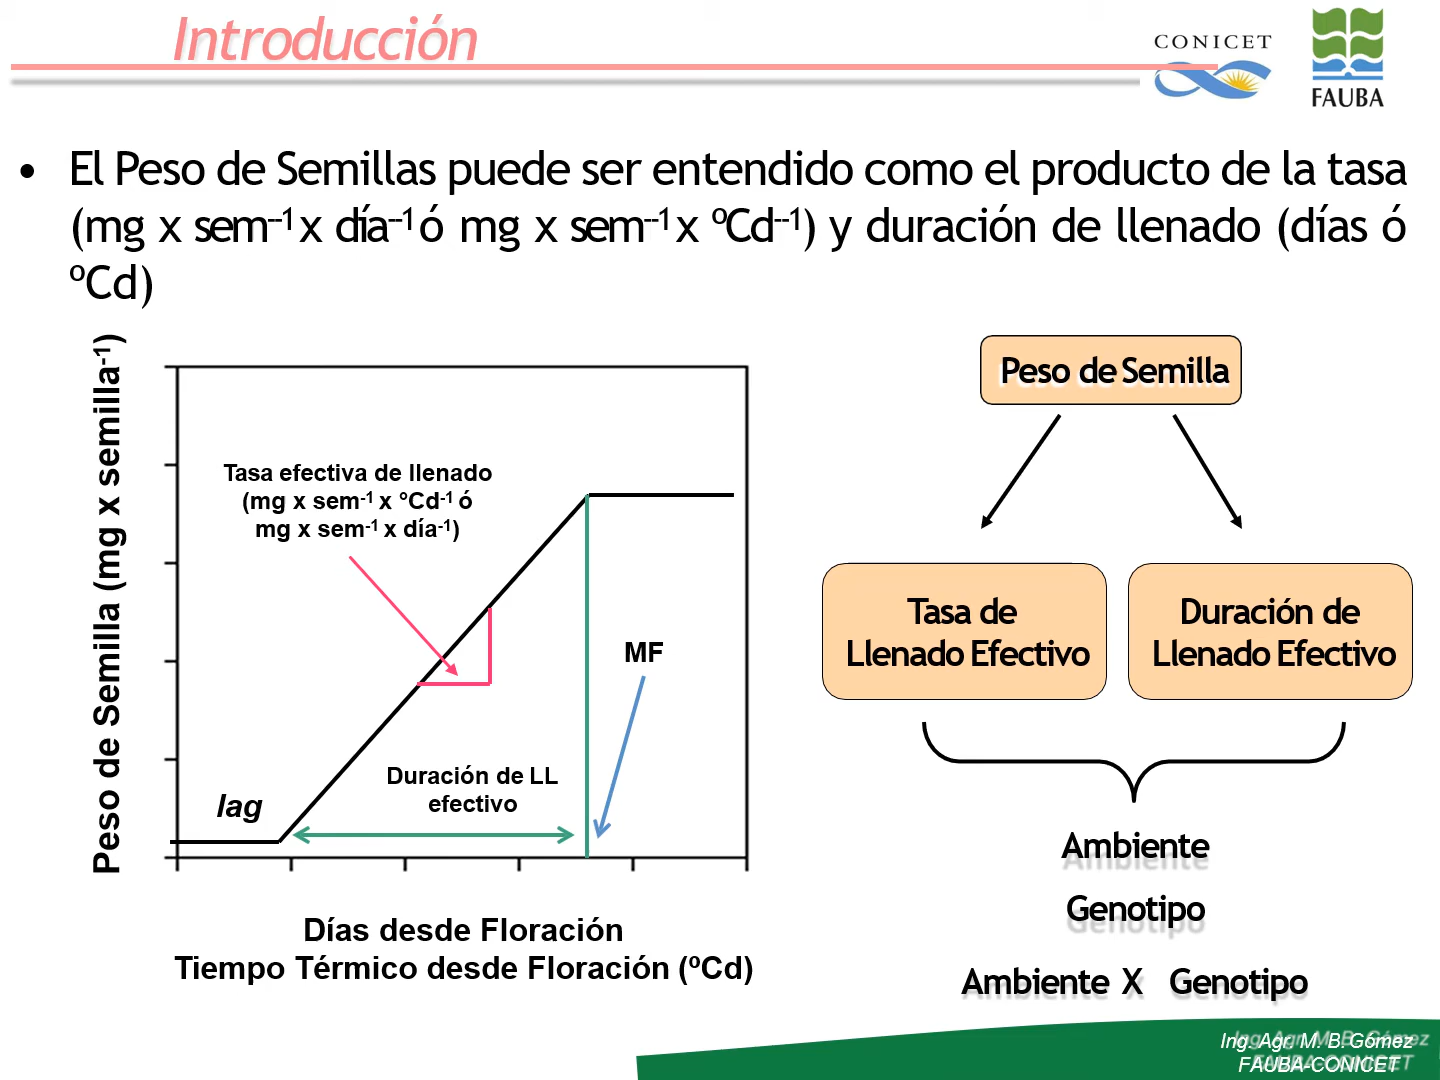 Introducción
CONICET
FAUBA
• El Peso de Semillas puede ser entendido como el producto de la tasa
(mg x sem⁻¹ x día⁻¹ ó mg x sem⁻¹ x ºCd⁻¹) y duración de llenado (días ó
ºCd)
Peso de Semilla (mg x semilla⁻¹)
Tasa efectiva de llenado
(mg x sem⁻¹ x °Cd⁻¹ ó
mg x sem⁻¹ x día⁻¹)
MF
Duración de LL
efectivo
lag
Días desde Floración
Tiempo Térmico desde Floración (ºCd)
Peso de Semilla
Tasa de
Llenado Efectivo
Duración de
Llenado Efectivo
Ambiente
Genotipo
Ambiente X Genotipo
Ing. Agr. M. B. Gómez
FAUBA-CONICET